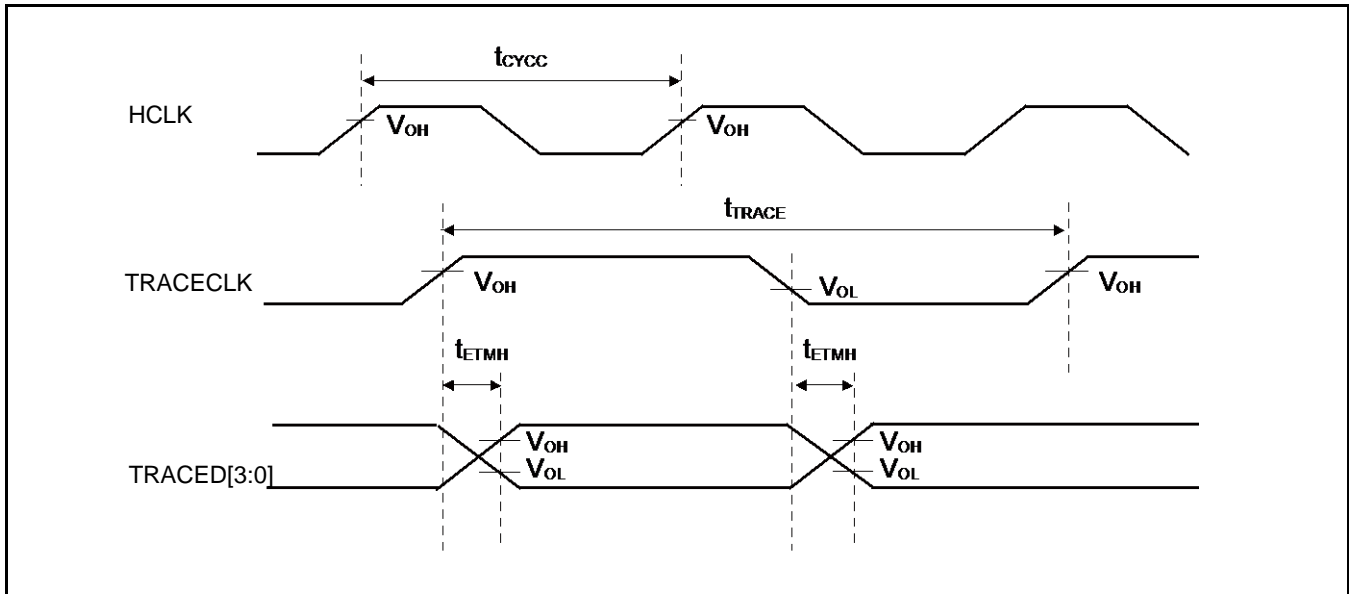 tCYCC
HCLK
VOH
VOH
tTRACE
TRACECLK
VOH
VOL
VOH
tETMH
tETMH
TRACED[3:0]
VOH
VOL
VOH
VOL